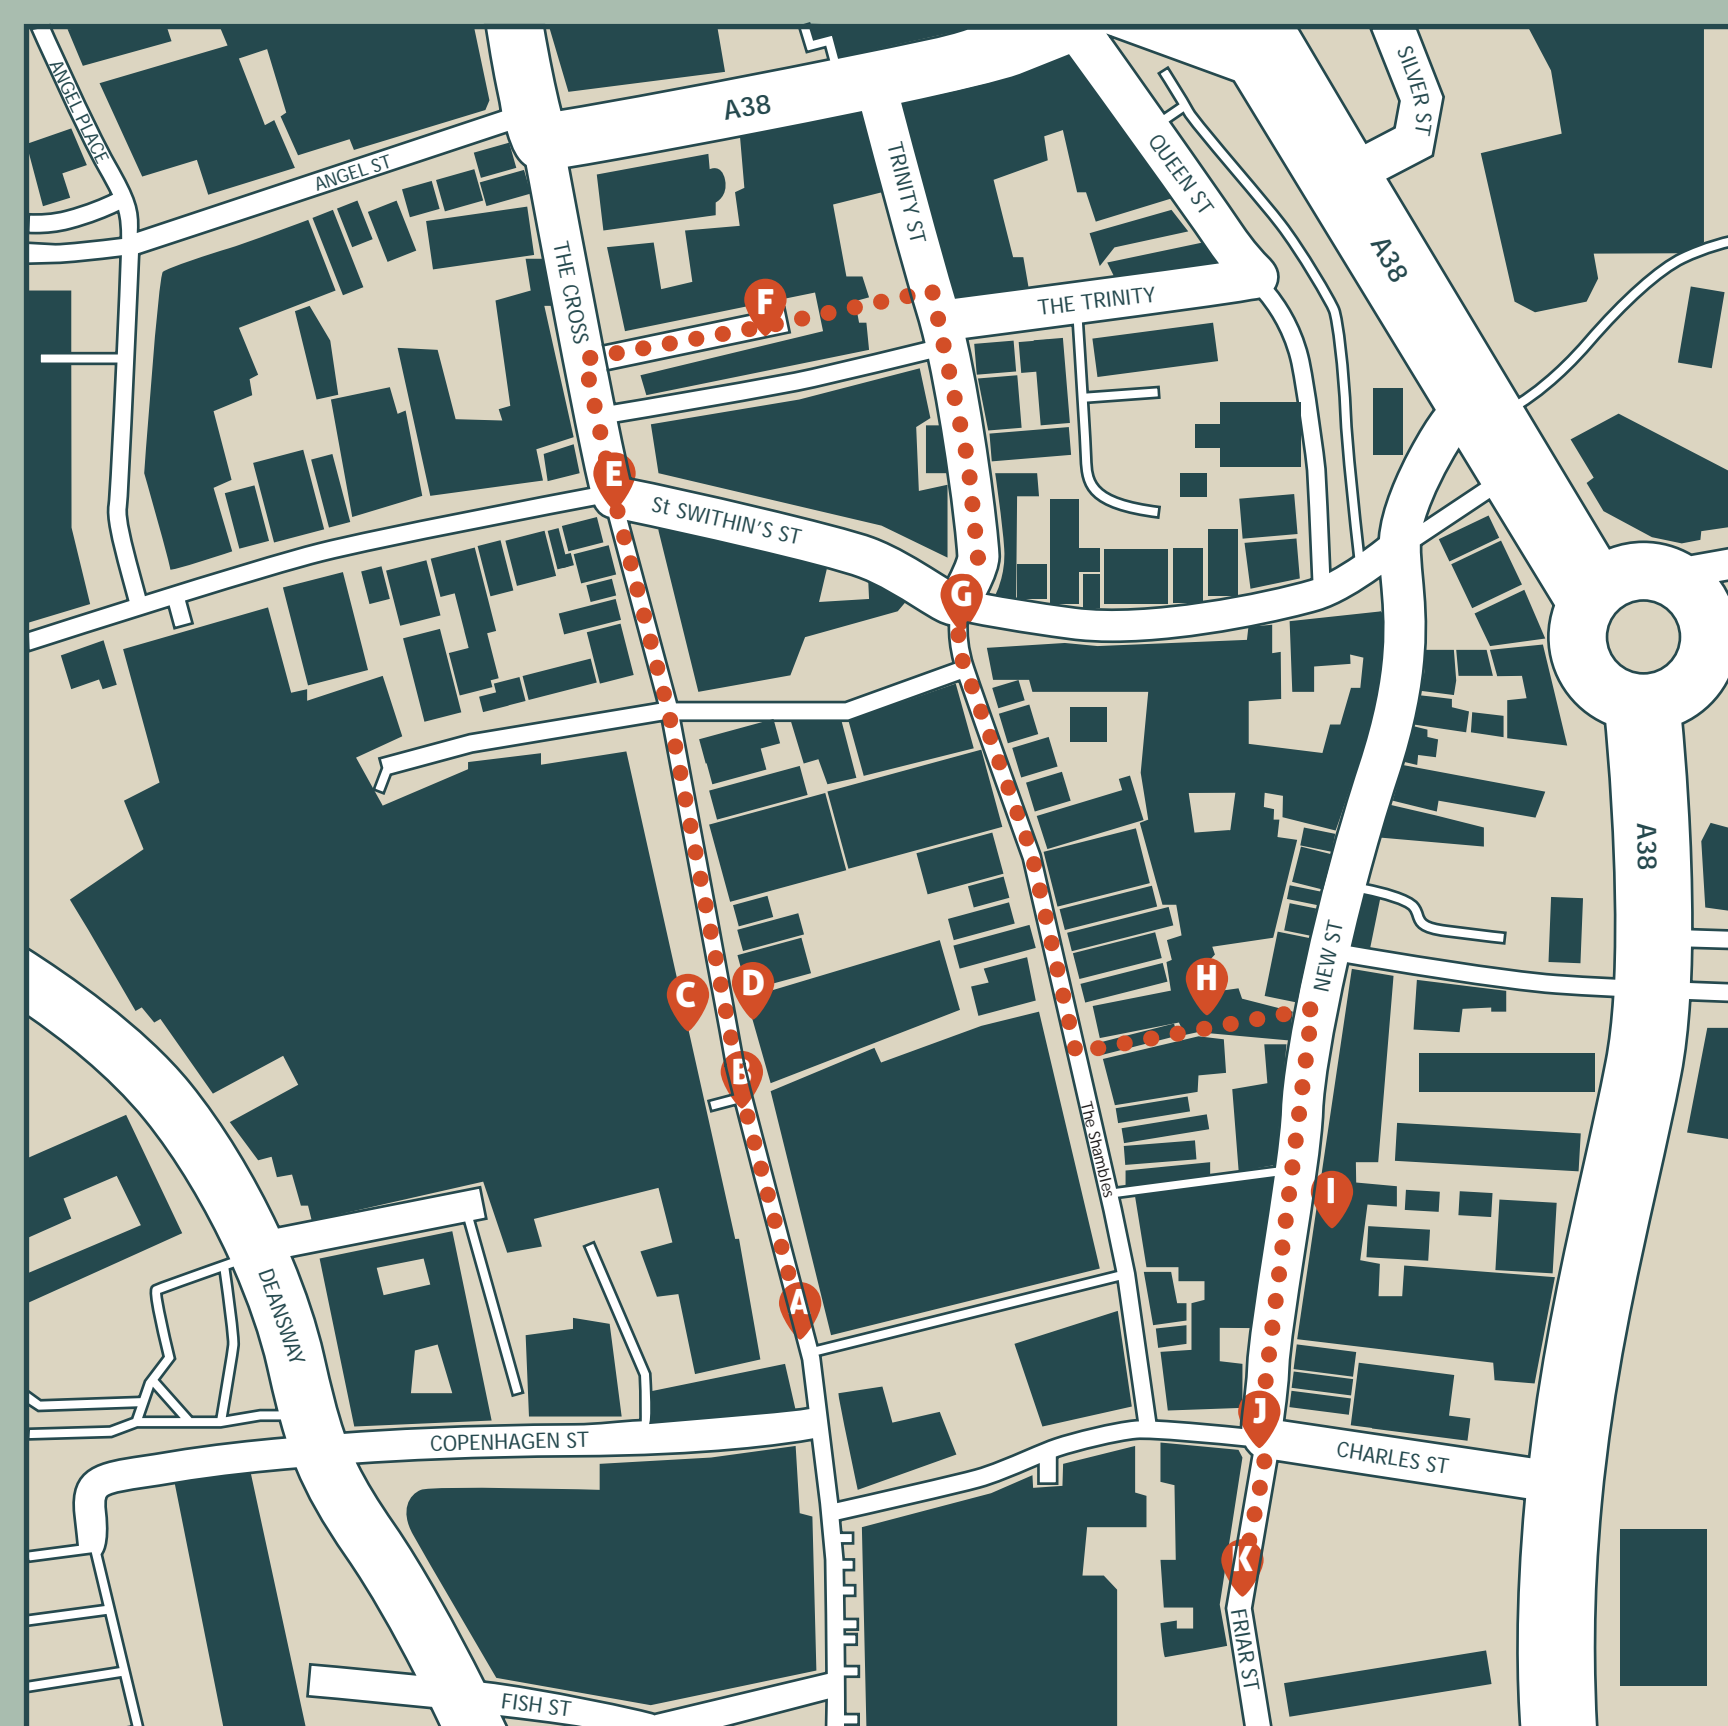 SILVER ST
ANGEL PLACE
A38
QUEEN ST
TRINITY ST
ANGEL ST
THE CROSS
A38
THE TRINITY
F
E
St SWITHIN'S ST
G
A38
NEW ST
H
D
C
B
The Shambles
I
A
DEANSWAY
J
COPENHAGEN ST
CHARLES ST
K
FRIAR ST
FISH ST